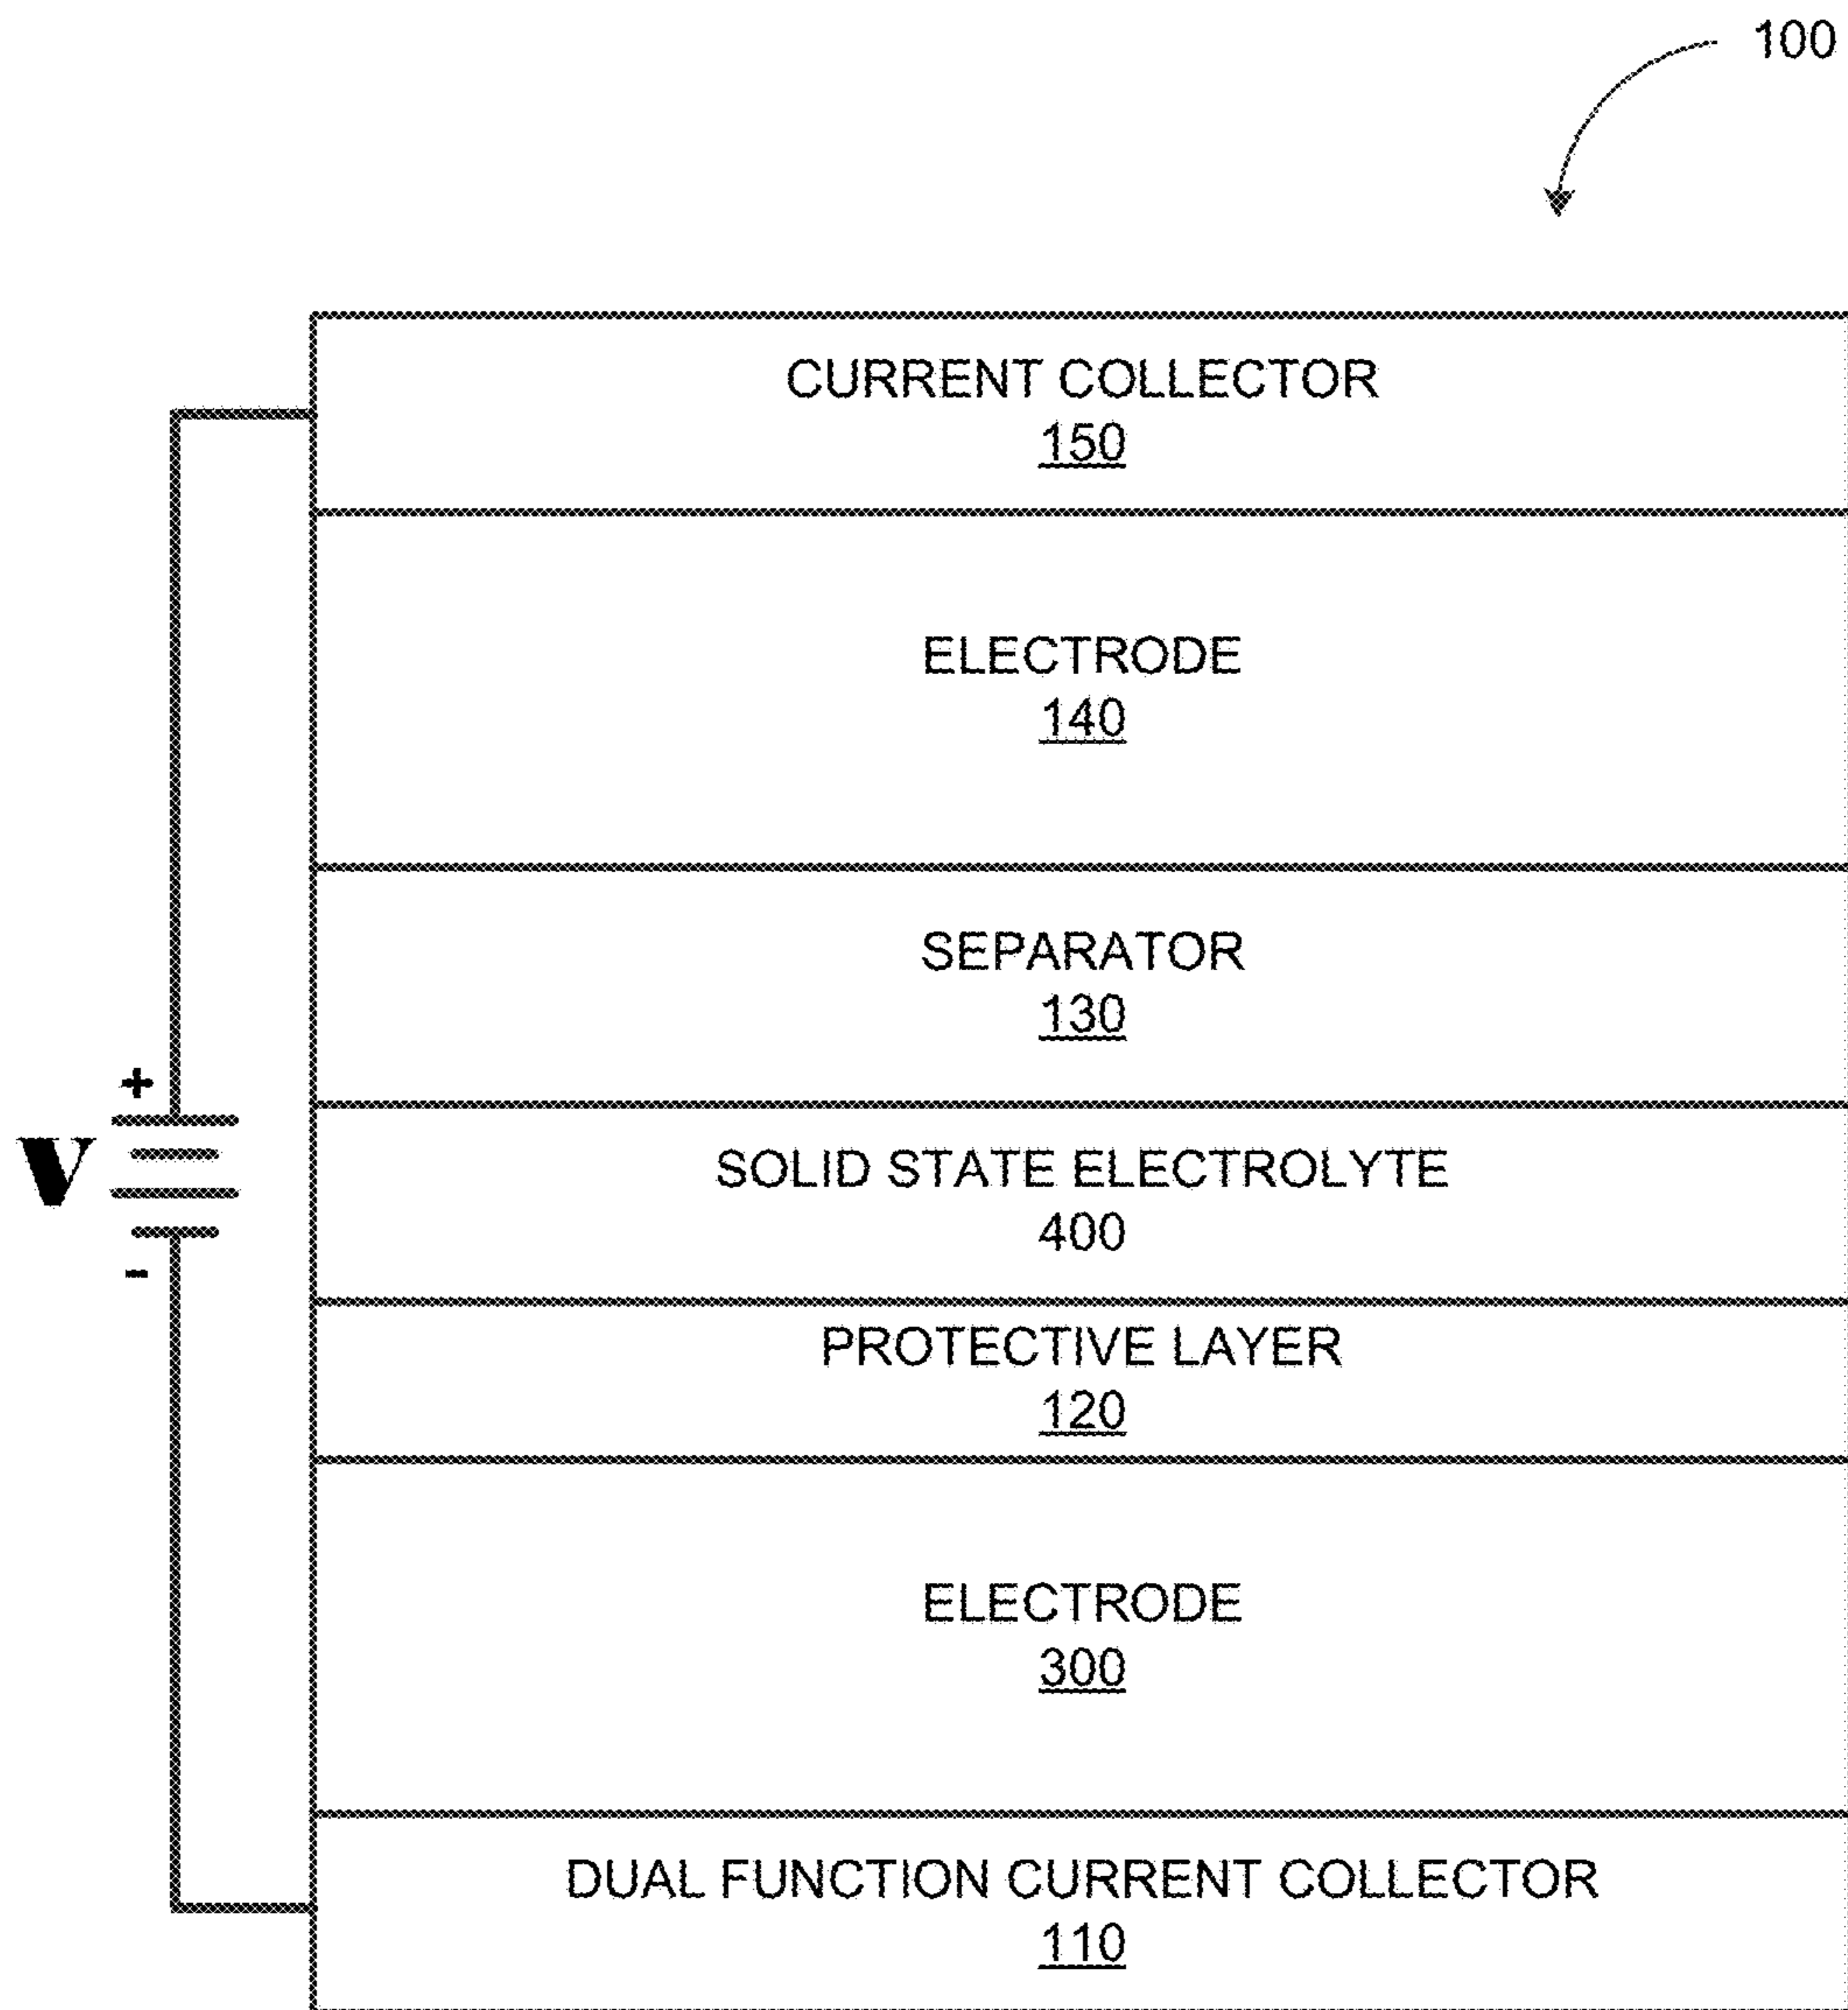 100
CURRENT COLLECTOR
150
ELECTRODE
140
SEPARATOR
130
+
V
-
SOLID STATE ELECTROLYTE
400
PROTECTIVE LAYER
120
ELECTRODE
300
DUAL FUNCTION CURRENT COLLECTOR
110